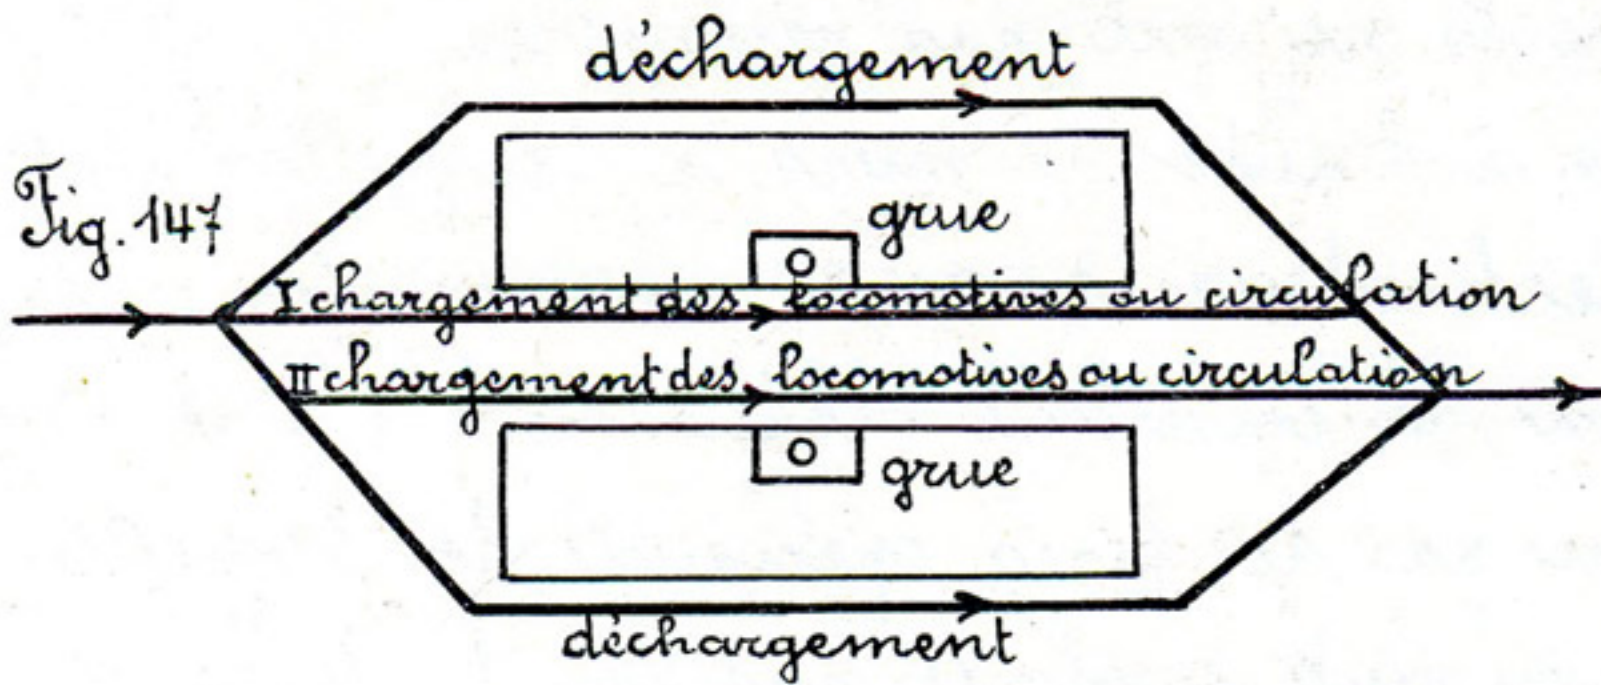 déchargement
Fig. 147
grue
I chargement des locomotives ou circulation
II chargement des locomotives ou circulation
grue
déchargement